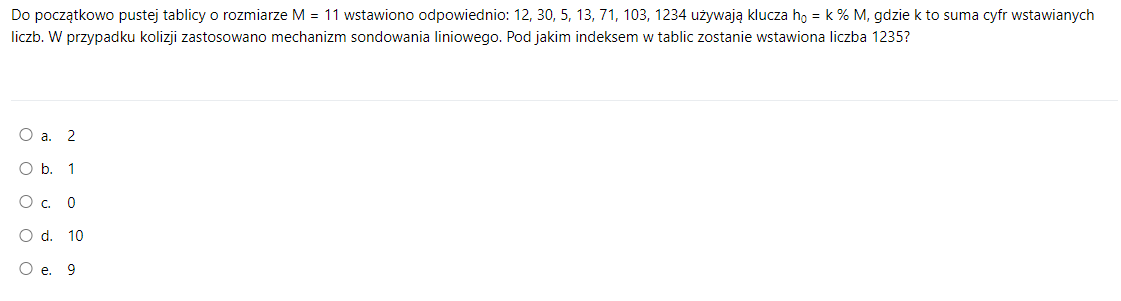 Do początkowo pustej tablicy o rozmiarze M = 11 wstawiono odpowiednio: 12, 30, 5, 13, 71, 103, 1234 używają klucza h₀ = k % M, gdzie k to suma cyfr wstawianych
liczb. W przypadku kolizji zastosowano mechanizm sondowania liniowego. Pod jakim indeksem w tablic zostanie wstawiona liczba 1235?
a. 2
b. 1
c. 0
d. 10
e. 9